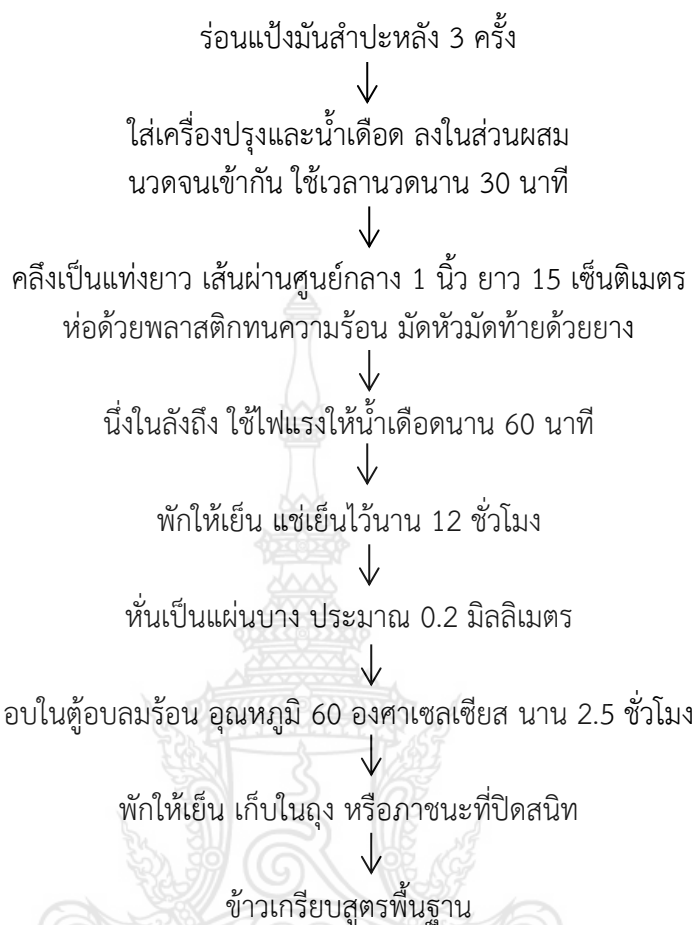 ร่อนแป้งมันสำปะหลัง 3 ครั้ง
ใส่เครื่องปรุงและน้ำเดือด ลงในส่วนผสม
นวดจนเข้ากัน ใช้เวลานวดนาน 30 นาที
คลึงเป็นแท่งยาว เส้นผ่านศูนย์กลาง 1 นิ้ว ยาว 15 เซ็นติเมตร
ห่อด้วยพลาสติกทนความร้อน มัดหัวมัดท้ายด้วยยาง
นึ่งในลังถึง ใช้ไฟแรงให้น้ำเดือดนาน 60 นาที
พักให้เย็น แช่เย็นไว้นาน 12 ชั่วโมง
หั่นเป็นแผ่นบาง ประมาณ 0.2 มิลลิเมตร
อบในตู้อบลมร้อน อุณหภูมิ 60 องศาเซลเซียส นาน 2.5 ชั่วโมง
พักให้เย็น เก็บในถุง หรือภาชนะที่ปิดสนิท
ข้าวเกรียบสูตรพื้นฐาน